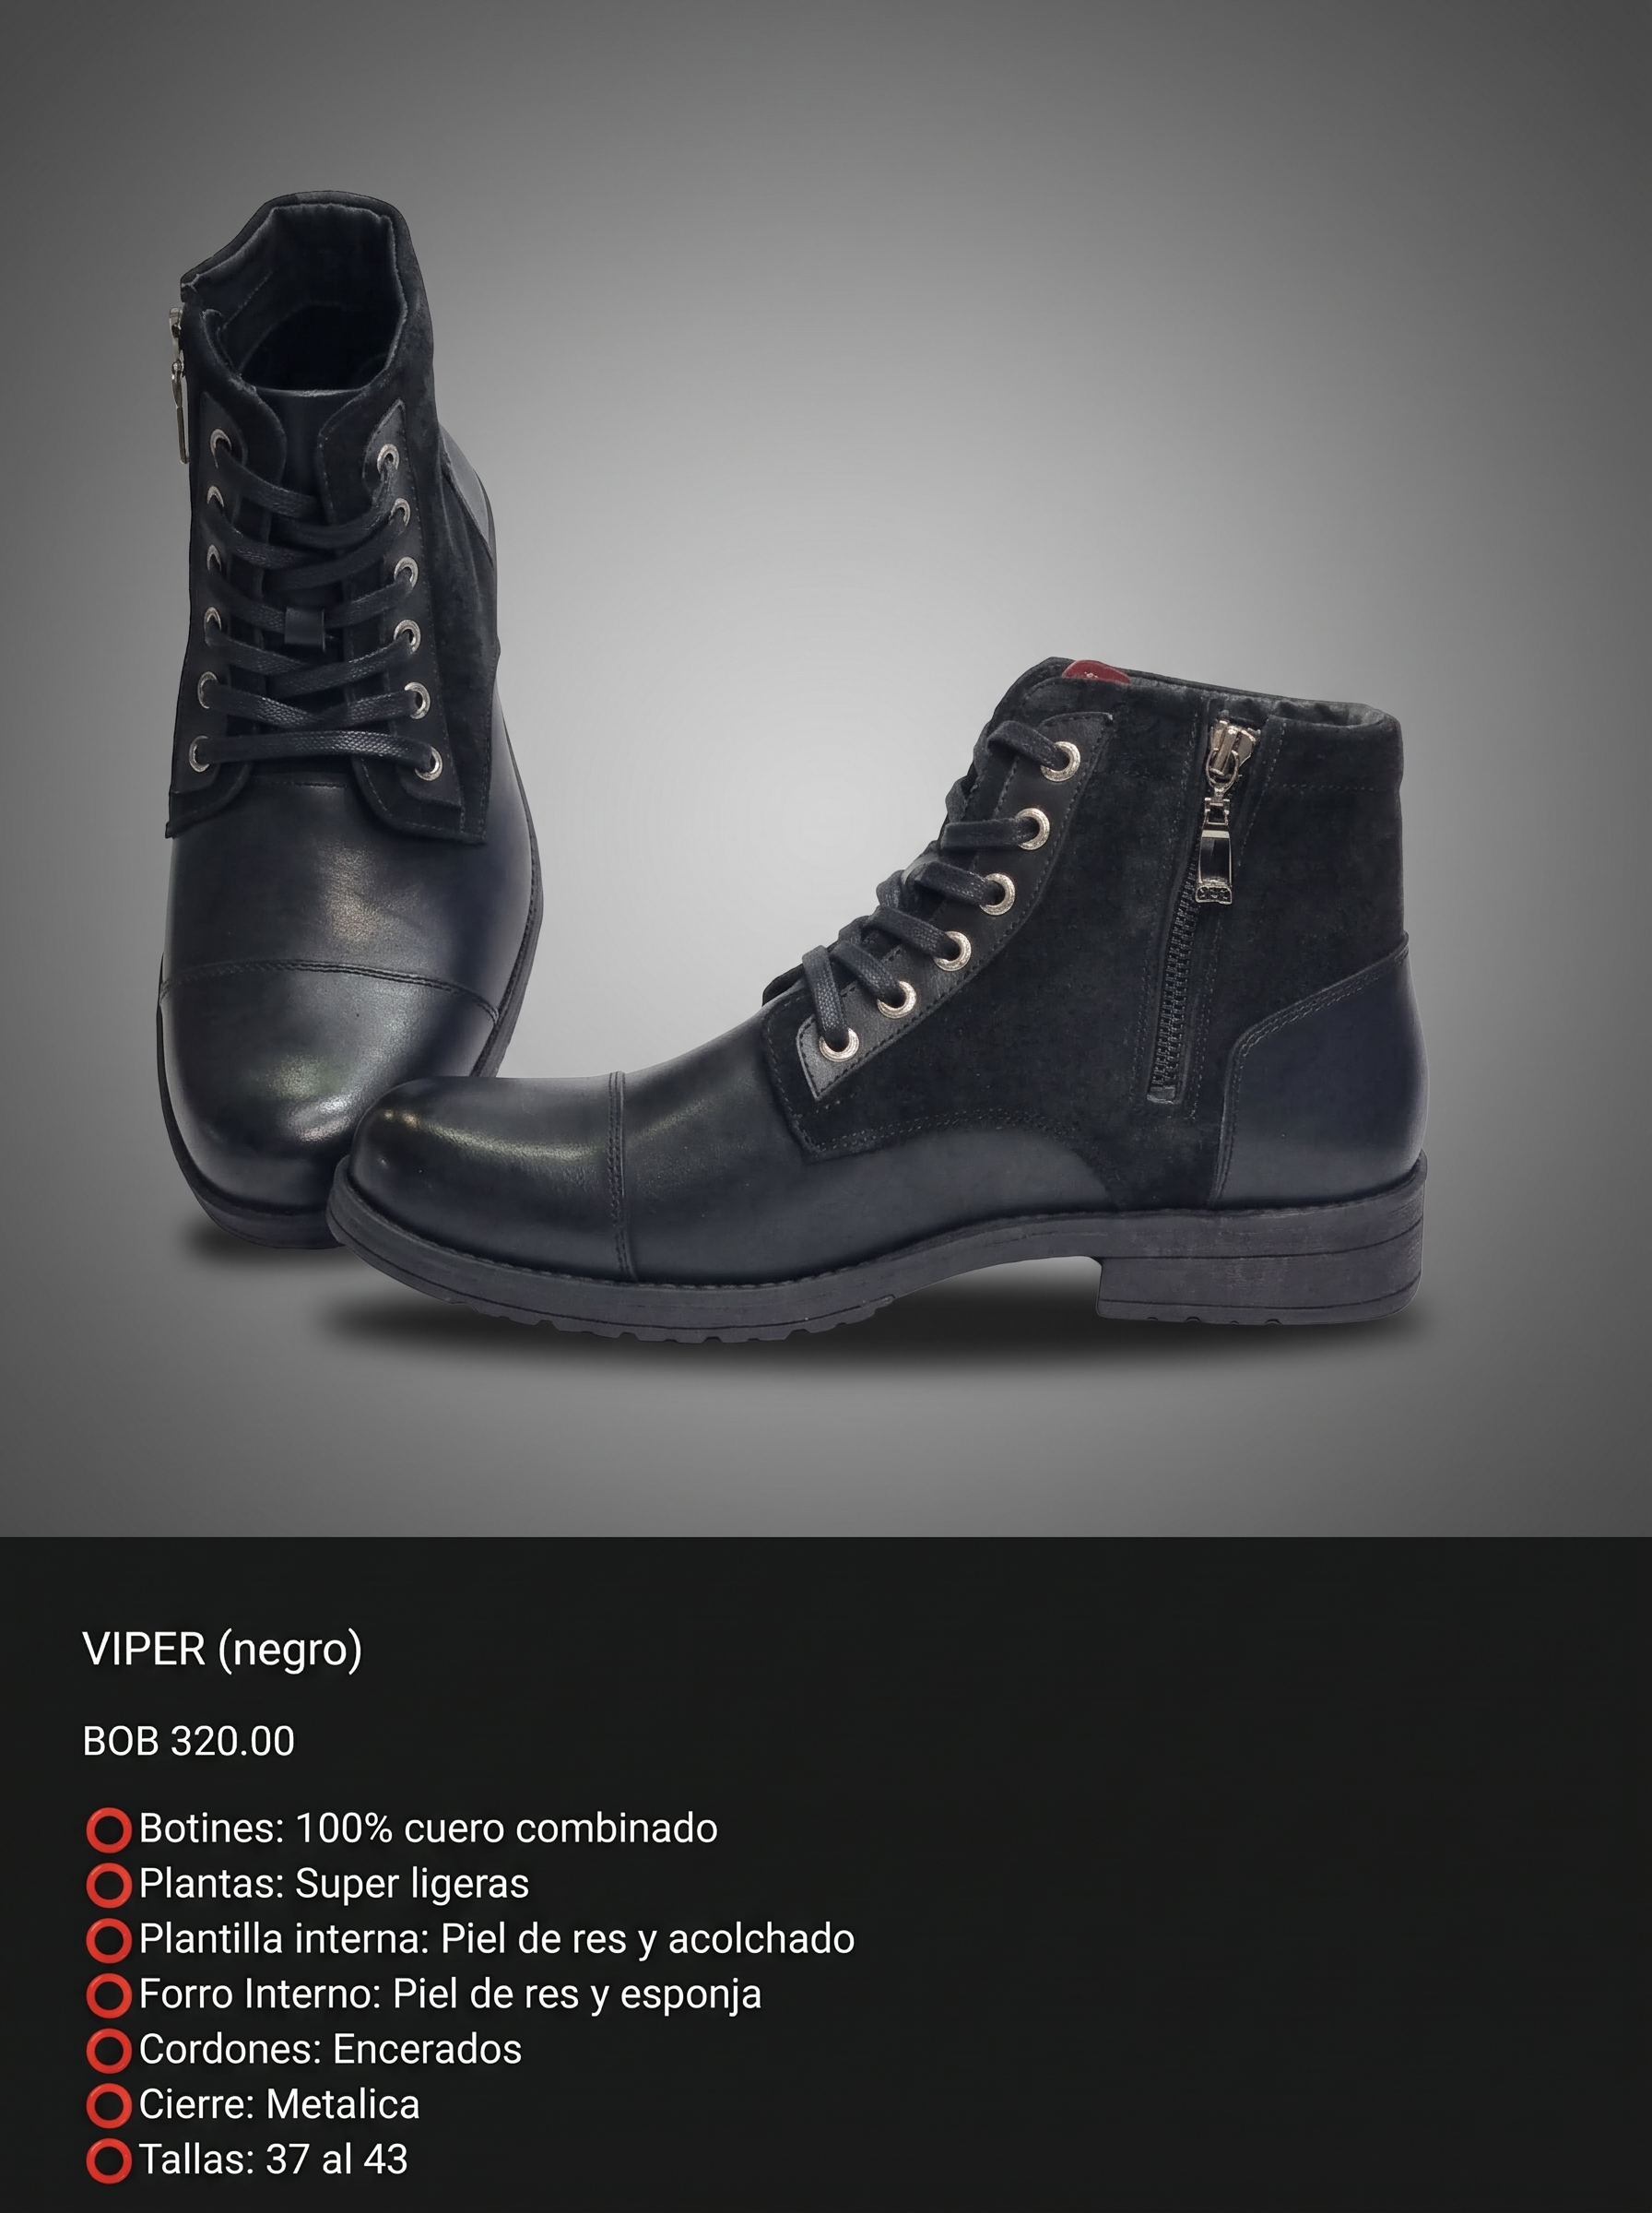 VIPER (negro)
BOB 320.00
⭕Botines: 100% cuero combinado
⭕Plantas: Super ligeras
⭕Plantilla interna: Piel de res y acolchado
⭕Forro Interno: Piel de res y esponja
⭕Cordones: Encerados
⭕Cierre: Metalica
⭕Tallas: 37 al 43